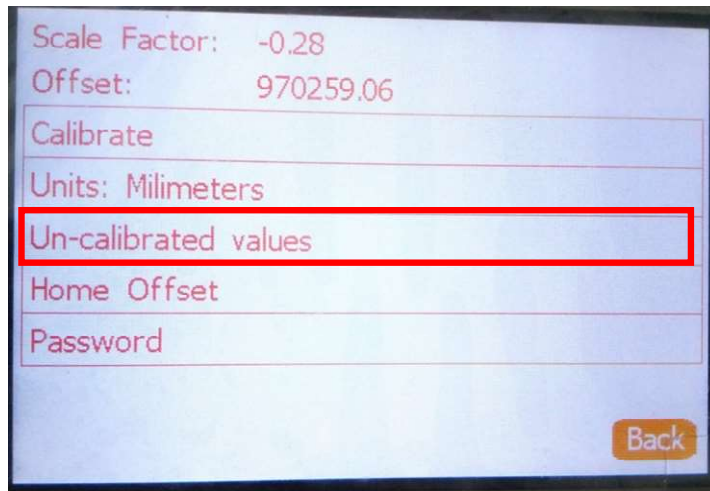 Scale Factor: -0.28
Offset: 970259.06
Calibrate
Units: Milimeters
Un-calibrated values
Home Offset
Password
Back